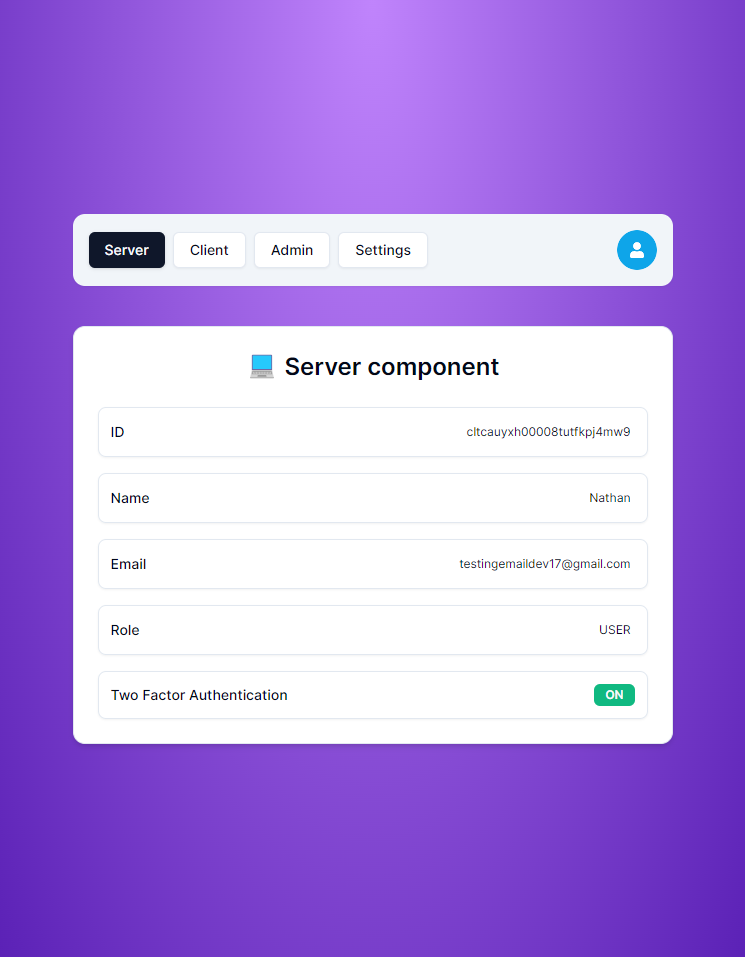 Server Client Admin Settings
💻 Server component
ID cltcauyxh00008tutfkpj4mw9
Name Nathan
Email testingemaildev17@gmail.com
Role USER
Two Factor Authentication ON